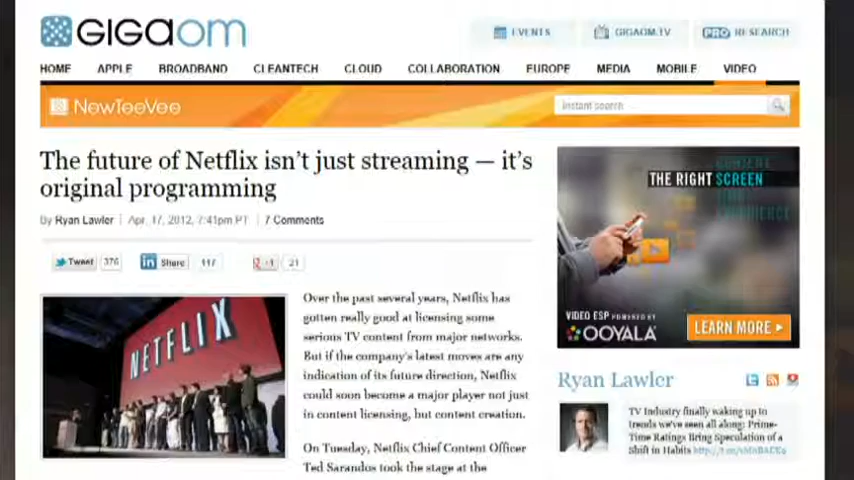 GIGAOM
EVENTS
GIGAOM.TV
PRO RESEARCH
HOME APPLE BROADBAND CLEANTECH CLOUD COLLABORATION EUROPE MEDIA MOBILE VIDEO
NewTeeVee
Instant search
The future of Netflix isn't just streaming — it's
original programming
By Ryan Lawler | Apr. 17, 2012, 7:41pm PT | 7 Comments
Tweet 376 Share 117 +1 21
NETFLIX
Over the past several years, Netflix has
gotten really good at licensing some
serious TV content from major networks.
But if the company's latest moves are any
indication of its future direction, Netflix
could soon become a major player not just
in content licensing, but content creation.
On Tuesday, Netflix Chief Content Officer
Ted Sarandos took the stage at the
THE RIGHT SCREEN
VIDEO ESP POWERED BY
OOYALA
LEARN MORE
Ryan Lawler
TV Industry finally waking up to
trends we've seen all along: Prime-
Time Ratings Bring Speculation of a
Shift in Habits